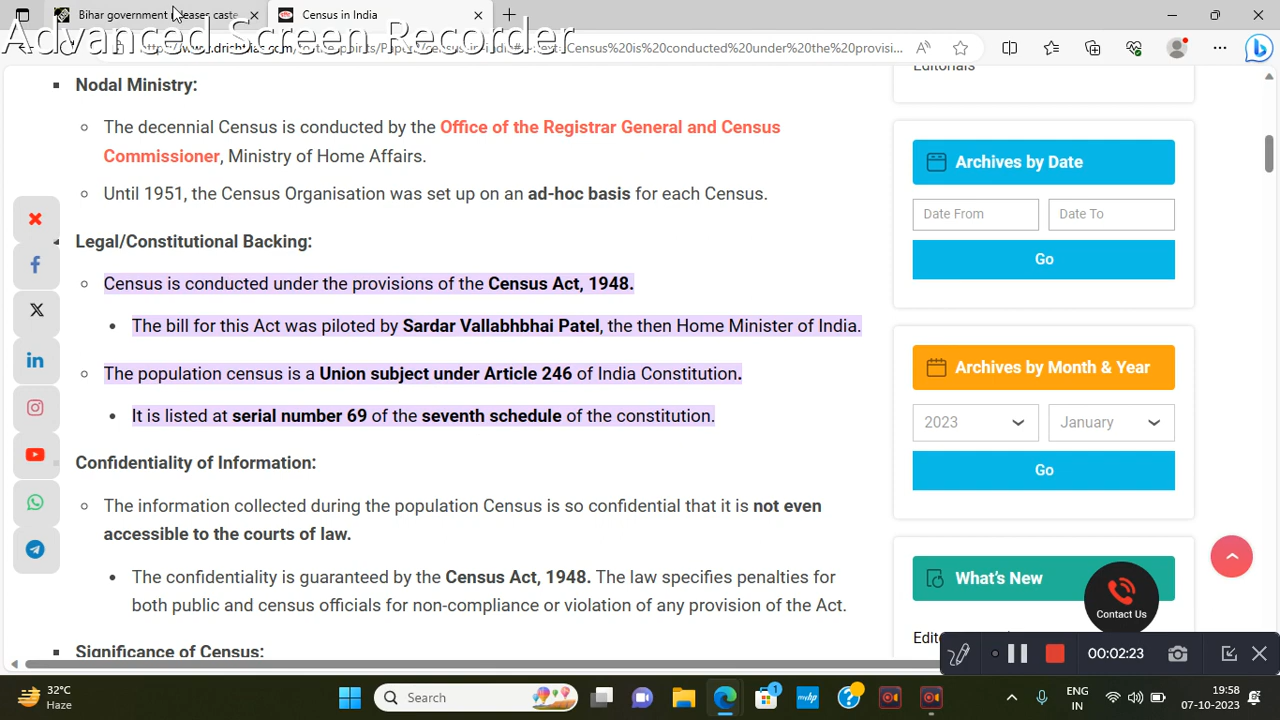 Bihar government releases caste
Census in India
Advanced Screen Recorder
Nodal Ministry:
The decennial Census is conducted by the Office of the Registrar General and Census
Commissioner, Ministry of Home Affairs.
Until 1951, the Census Organisation was set up on an ad-hoc basis for each Census.
Legal/Constitutional Backing:
Census is conducted under the provisions of the Census Act, 1948.
The bill for this Act was piloted by Sardar Vallabhbhai Patel, the then Home Minister of India.
The population census is a Union subject under Article 246 of India Constitution.
It is listed at serial number 69 of the seventh schedule of the constitution.
Confidentiality of Information:
The information collected during the population Census is so confidential that it is not even
accessible to the courts of law.
The confidentiality is guaranteed by the Census Act, 1948. The law specifies penalties for
both public and census officials for non-compliance or violation of any provision of the Act.
Significance of Census:
Editorials
Archives by Date
Date From Date To
Go
Archives by Month & Year
2023 January
Go
What's New
Contact Us
00:02:23
32°C
Haze
Search
1
ENG
IN
19:58
07-10-2023